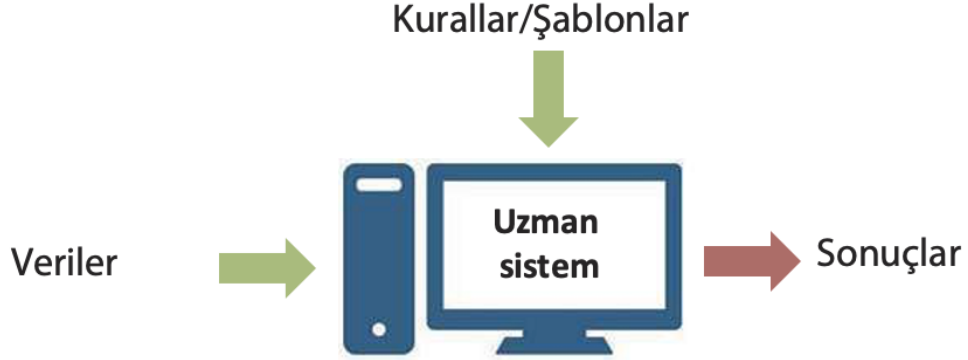 Kurallar/Şablonlar
Uzman
sistem
Veriler
Sonuçlar